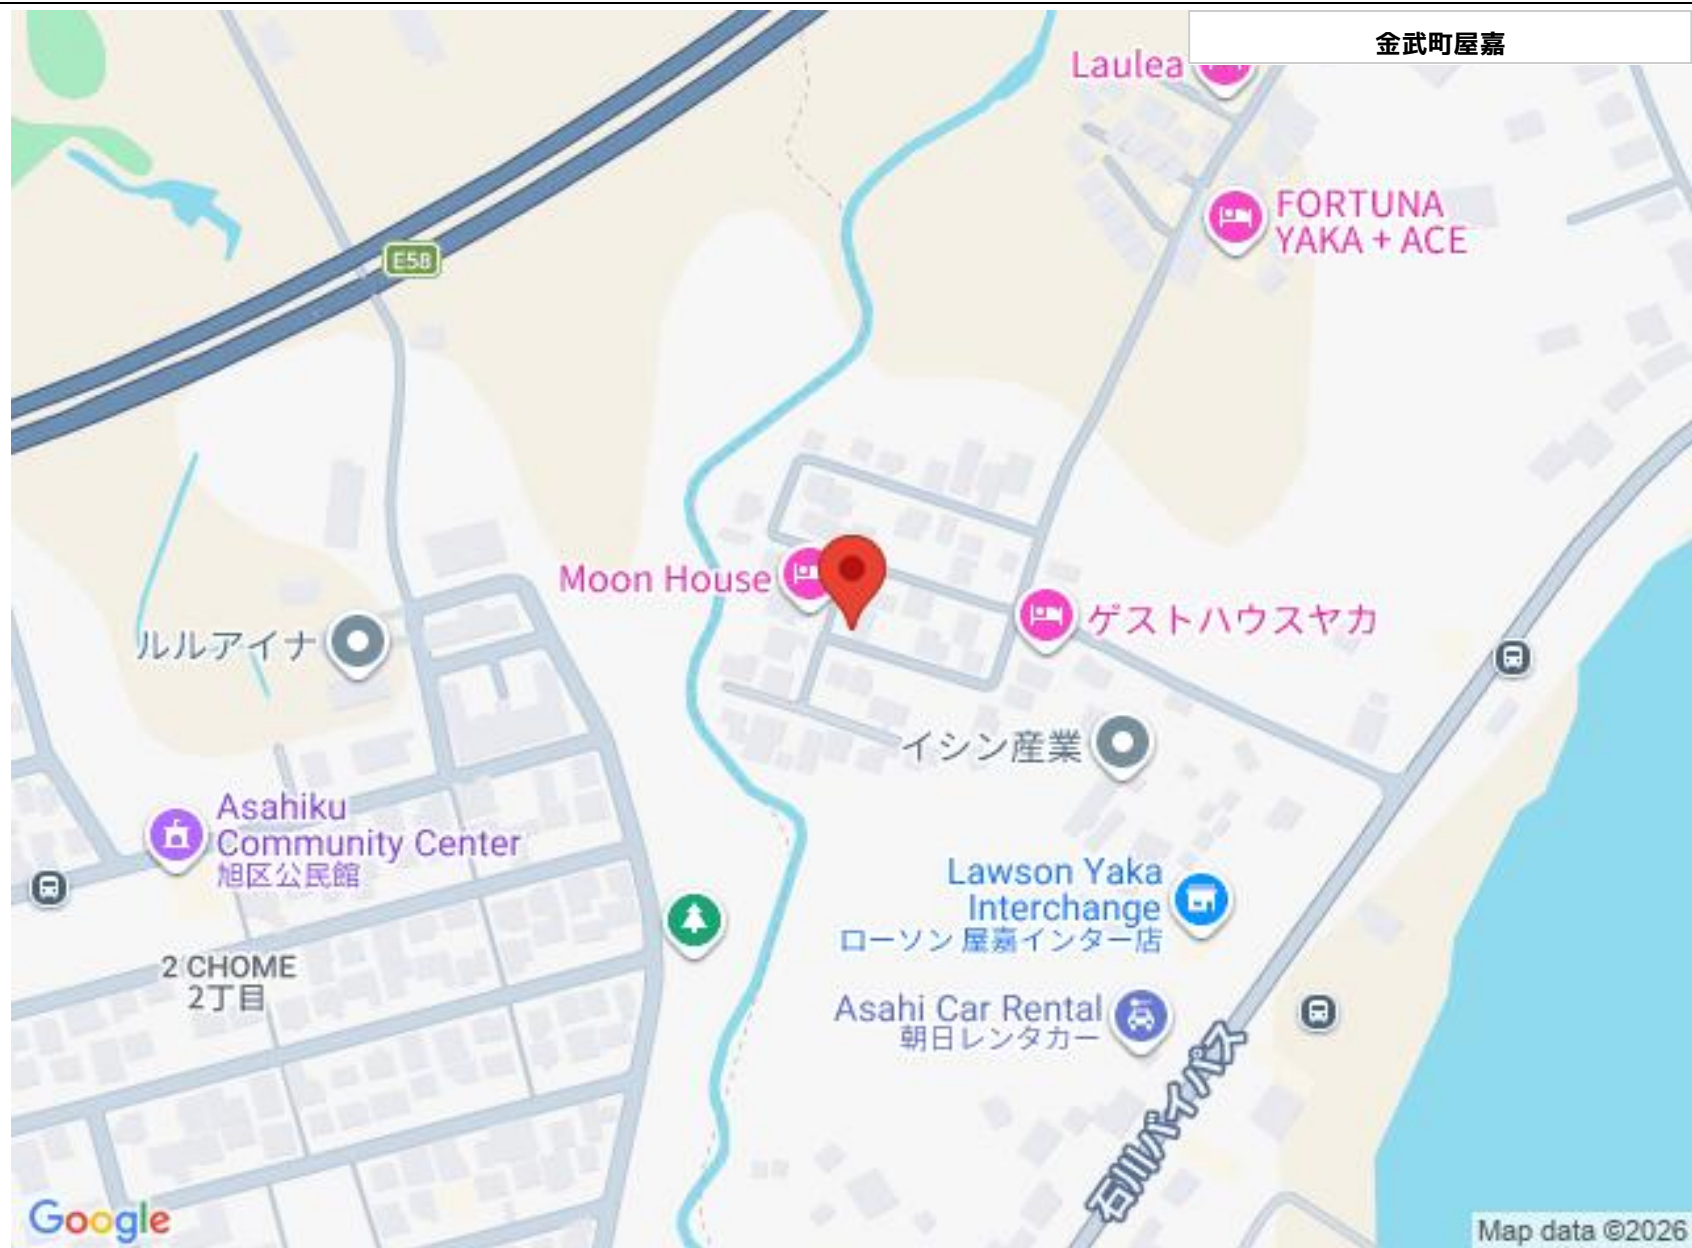 金武町屋嘉
Laulea
FORTUNA
YAKA + ACE
E58
Moon House
ゲストハウスヤカ
ルルアイナ
イシン産業
Asahiku
Community Center
旭区公民館
Lawson Yaka
Interchange
ローソン 屋嘉インター店
2 CHOME
2丁目
Asahi Car Rental
朝日レンタカー
石川バイパス
Google
Map data ©2026